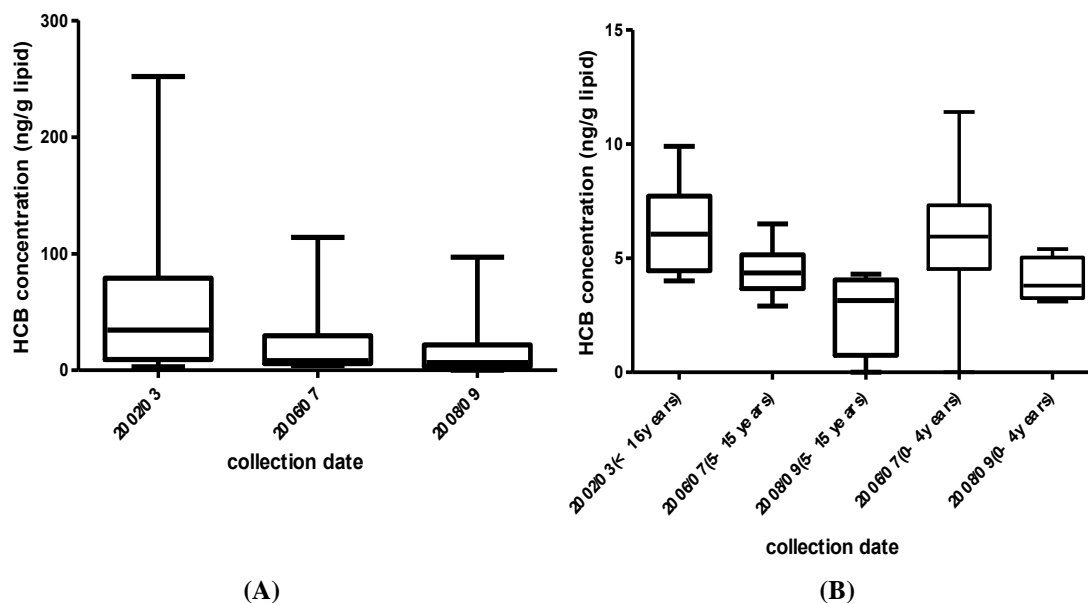 HCB concentration (ng/g lipid)
300
200
100
0
2002/03
2006/07
2008/09
collection date
(A)
HCB concentration (ng/g lipid)
15
10
5
0
2002/03(< 16years)
2006/07(5- 15 years)
2008/09(5- 15 years)
2006/07(0- 4years)
2008/09(0- 4years)
collection date
(B)